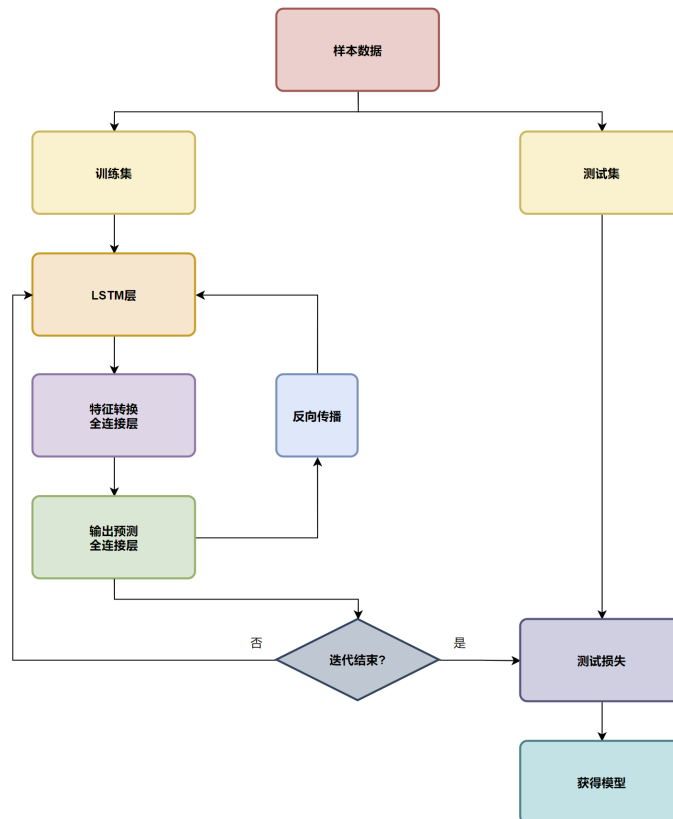 样本数据
训练集
测试集
LSTM层
特征转换
全连接层
反向传播
输出预测
全连接层
否
迭代结束?
是
测试损失
获得模型